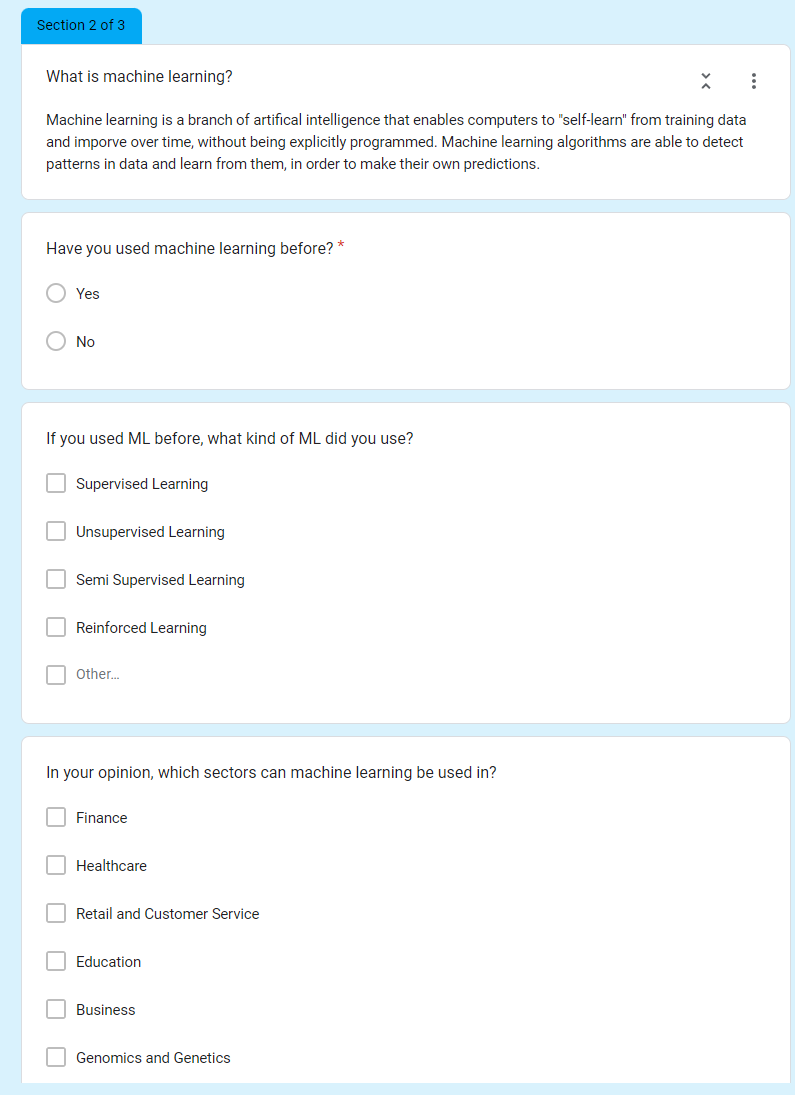 Section 2 of 3
What is machine learning?
Machine learning is a branch of artifical intelligence that enables computers to "self-learn" from training data
and imporve over time, without being explicitly programmed. Machine learning algorithms are able to detect
patterns in data and learn from them, in order to make their own predictions.
Have you used machine learning before? *
Yes
No
If you used ML before, what kind of ML did you use?
Supervised Learning
Unsupervised Learning
Semi Supervised Learning
Reinforced Learning
Other...
In your opinion, which sectors can machine learning be used in?
Finance
Healthcare
Retail and Customer Service
Education
Business
Genomics and Genetics